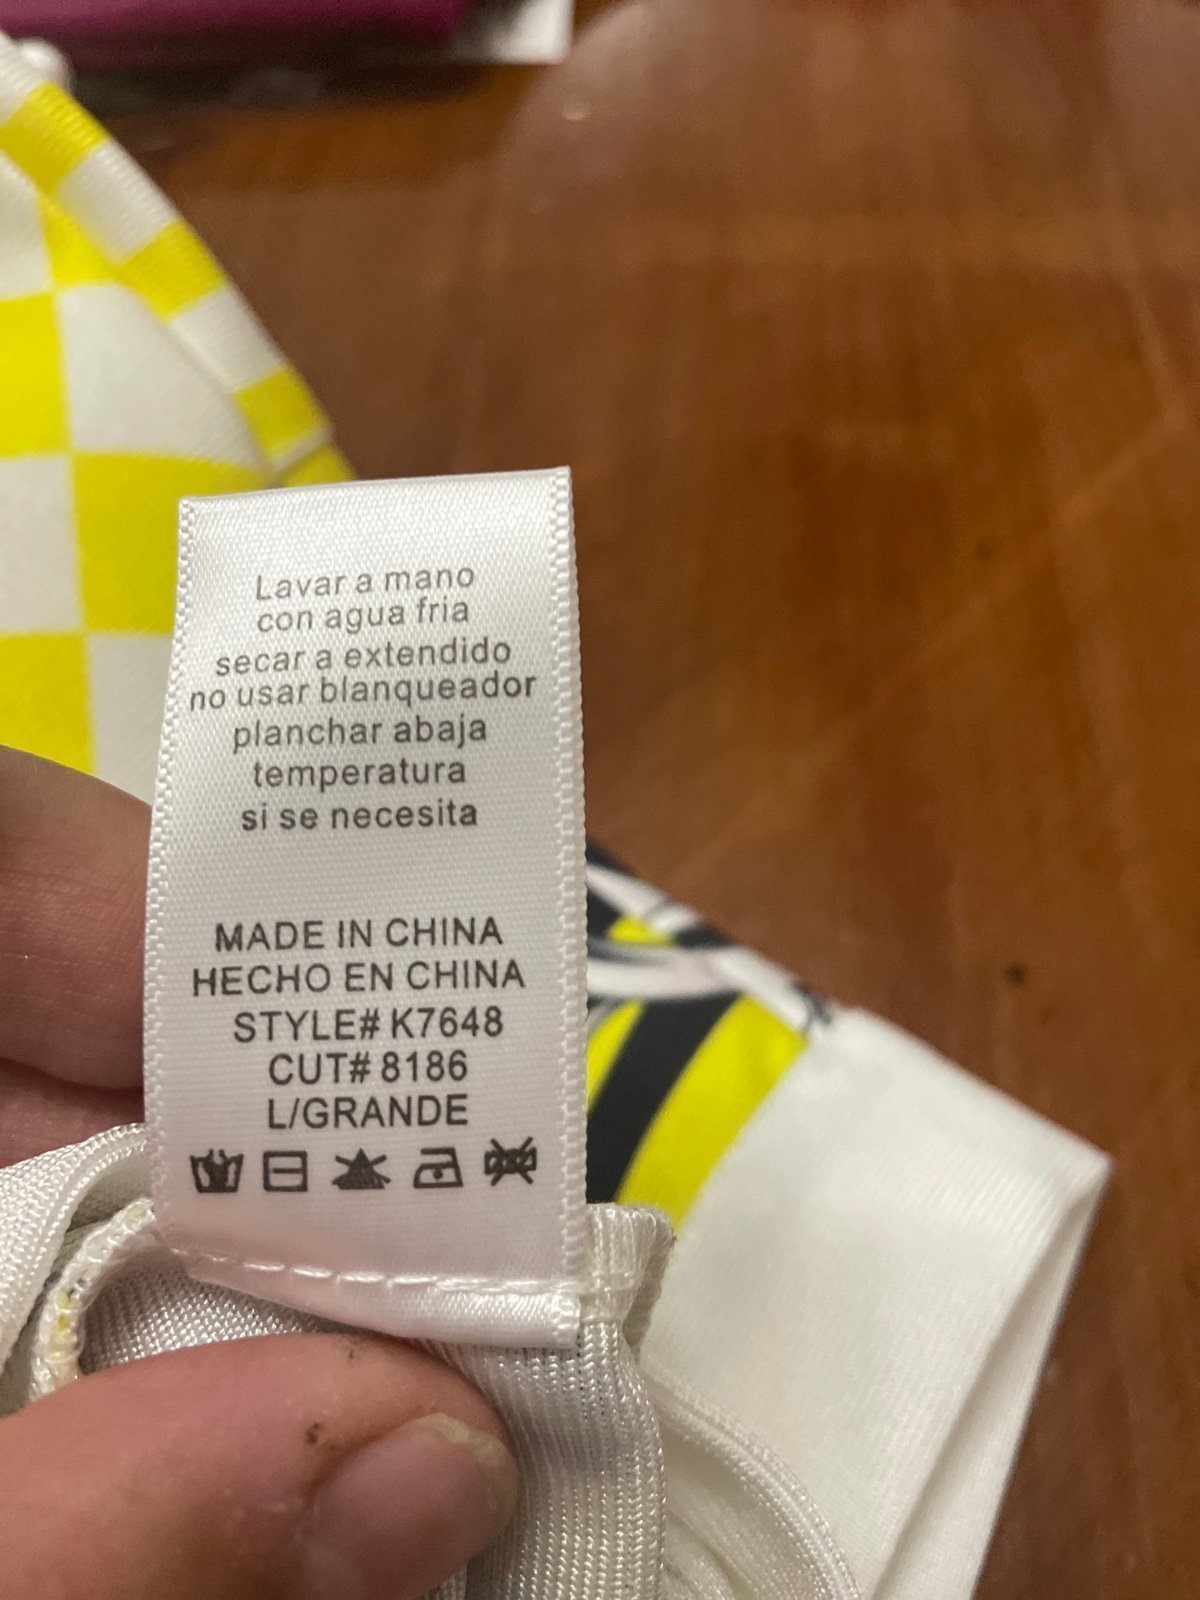 Lavar a mano
con agua fria
secar a extendido
no usar blanqueador
planchar abaja
temperatura
si se necesita
MADE IN CHINA
HECHO EN CHINA
STYLE# K7648
CUT# 8186
L/GRANDE